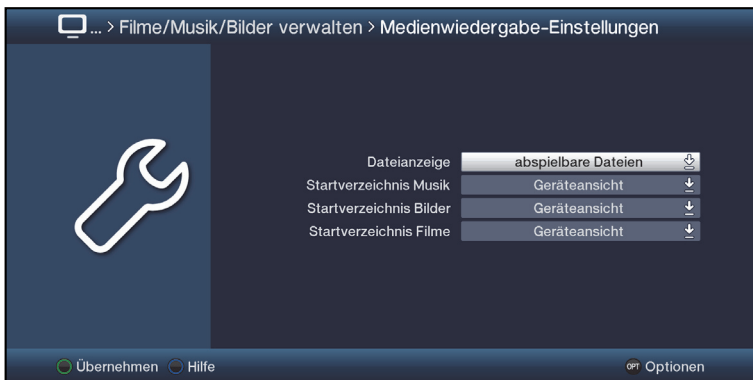 ... > Filme/Musik/Bilder verwalten > Medienwiedergabe-Einstellungen
Dateianzeige abspielbare Dateien
Startverzeichnis Musik Geräteansicht
Startverzeichnis Bilder Geräteansicht
Startverzeichnis Filme Geräteansicht
Übernehmen Hilfe OPT Optionen